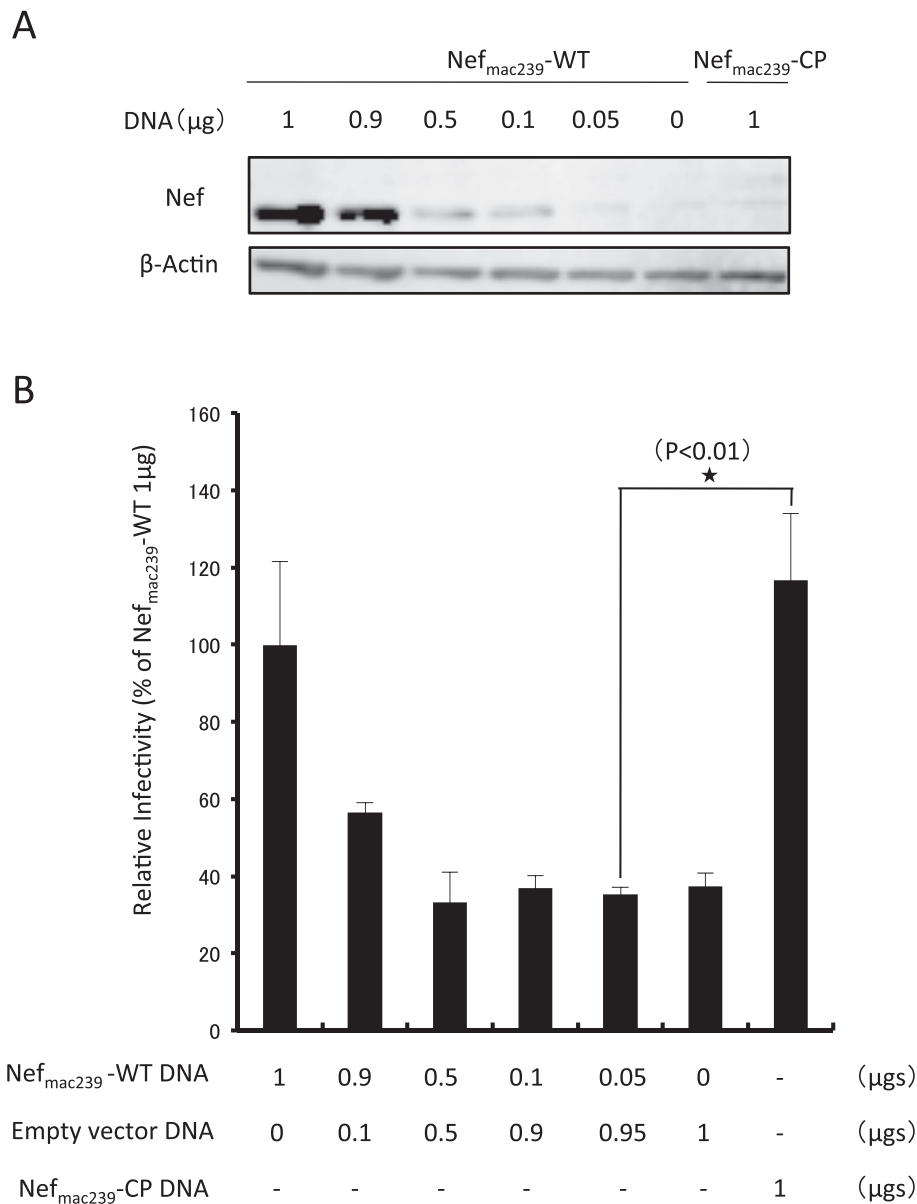 A
Nefmac239-WT Nefmac239-CP
DNA (μg) 1 0.9 0.5 0.1 0.05 0 1
Nef
β-Actin
B
Relative Infectivity (% of Nefmac239-WT 1μg)
160
140
120
100
80
60
40
20
0
(P<0.01)
★
Nefmac239-WT DNA 1 0.9 0.5 0.1 0.05 0 - (μgs)
Empty vector DNA 0 0.1 0.5 0.9 0.95 1 - (μgs)
Nefmac239-CP DNA - - - - - - 1 (μgs)